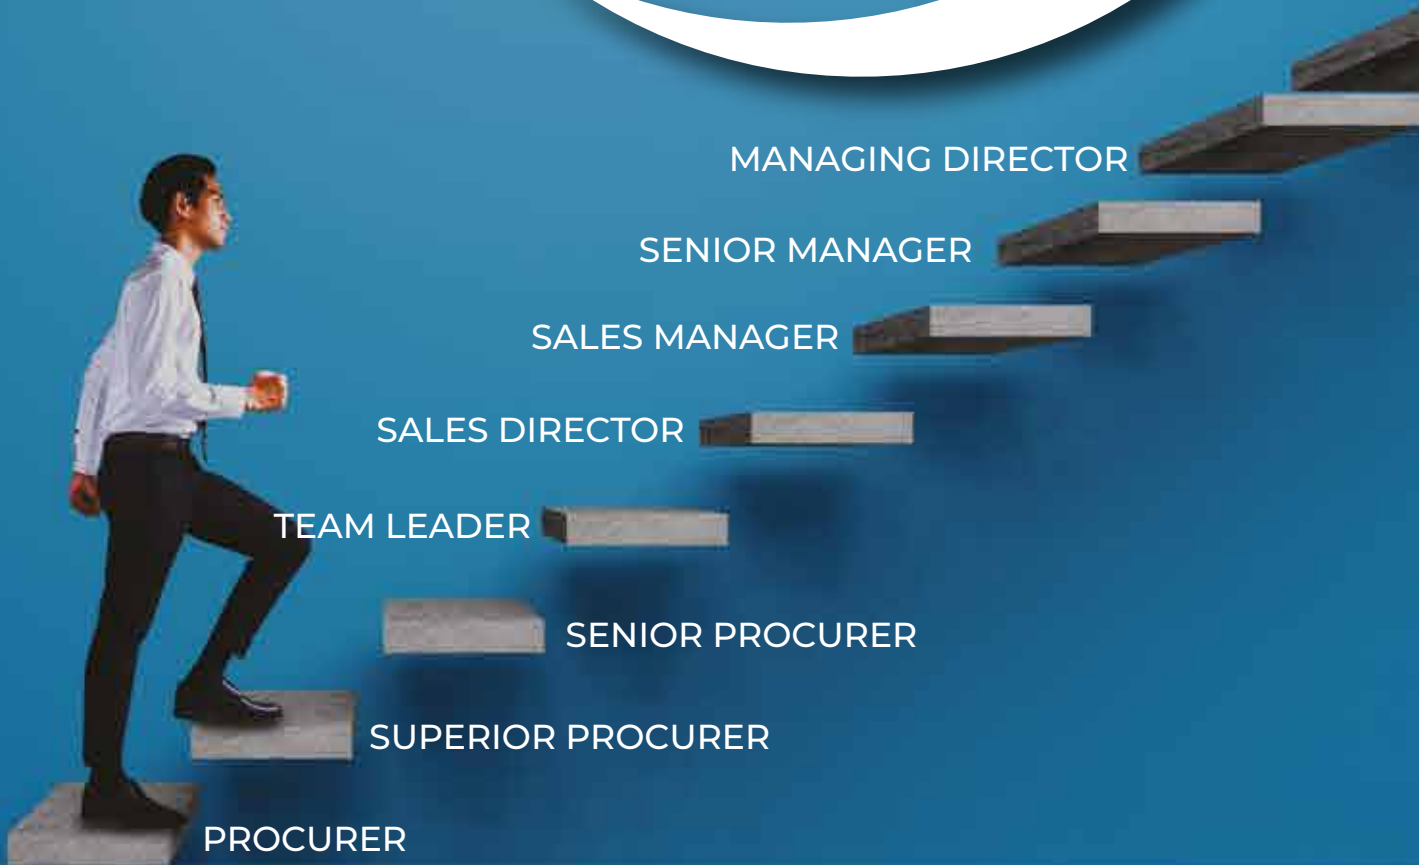 MANAGING DIRECTOR
SENIOR MANAGER
SALES MANAGER
SALES DIRECTOR
TEAM LEADER
SENIOR PROCURER
SUPERIOR PROCURER
PROCURER